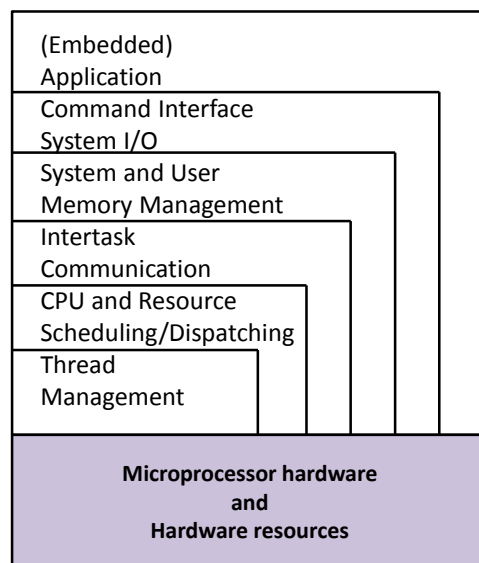 (Embedded)
Application
Command Interface
System I/O
System and User
Memory Management
Intertask
Communication
CPU and Resource
Scheduling/Dispatching
Thread
Management
Microprocessor hardware
and
Hardware resources